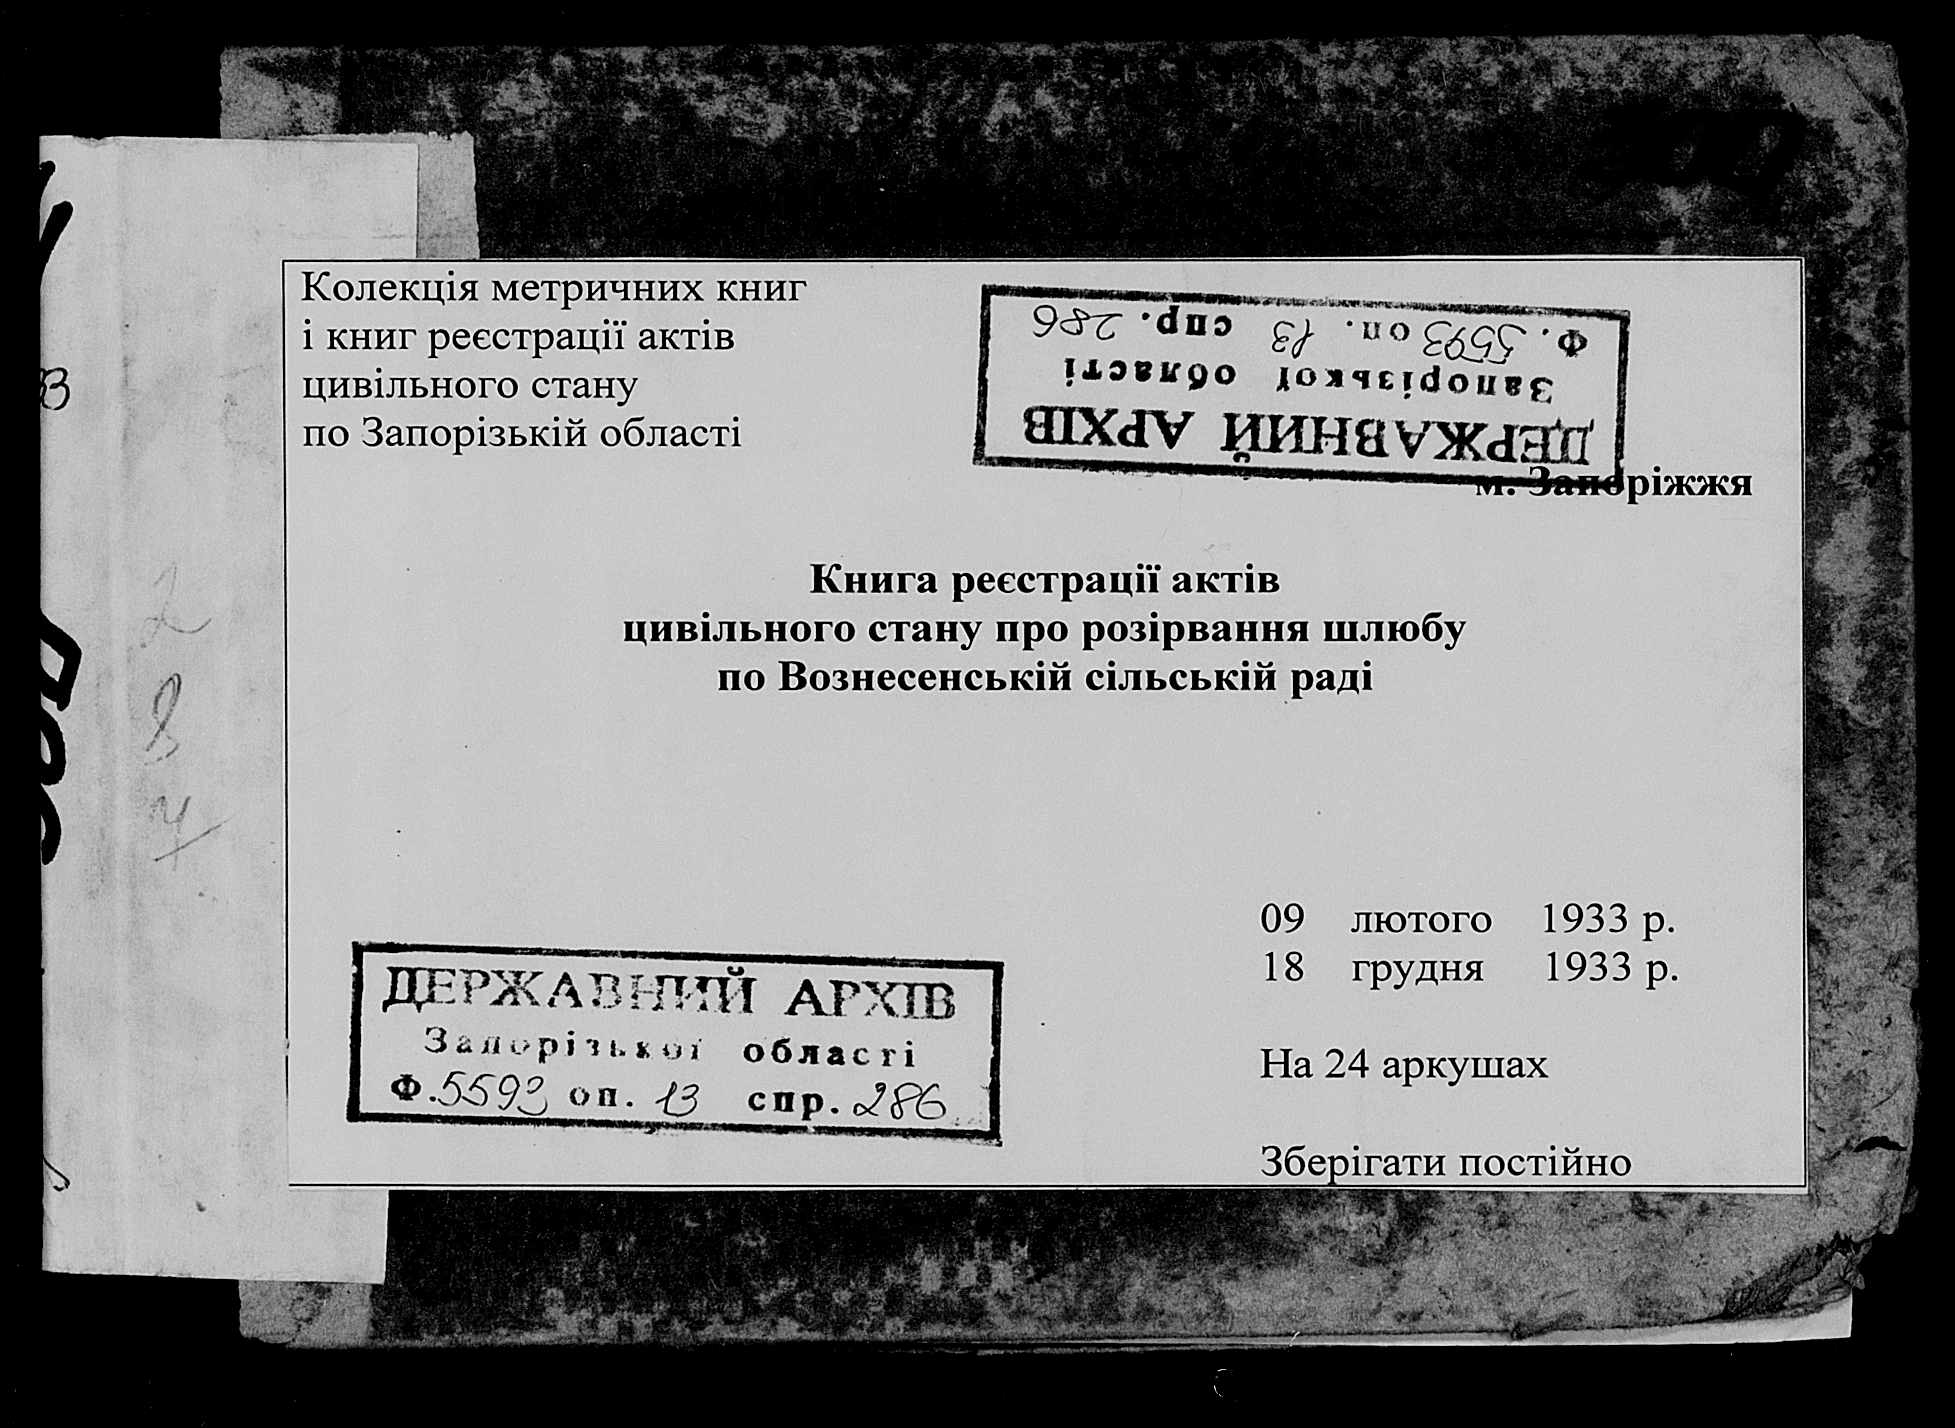 Колекція метричних книг
і книг реєстрації актів
цивільного стану
по Запорізькій області
ДЕРЖАВНИЙ АРХІВ
Запорізької області
Ф. 5593 оп. 13 спр. 286
м. Запоріжжя
Книга реєстрації актів
цивільного стану про розірвання шлюбу
по Вознесенській сільській раді
09 лютого 1933 р.
18 грудня 1933 р.
На 24 аркушах
Зберігати постійно
ДЕРЖАВНИЙ АРХІВ
Запорізької області
Ф. 5593 оп. 13 спр. 286